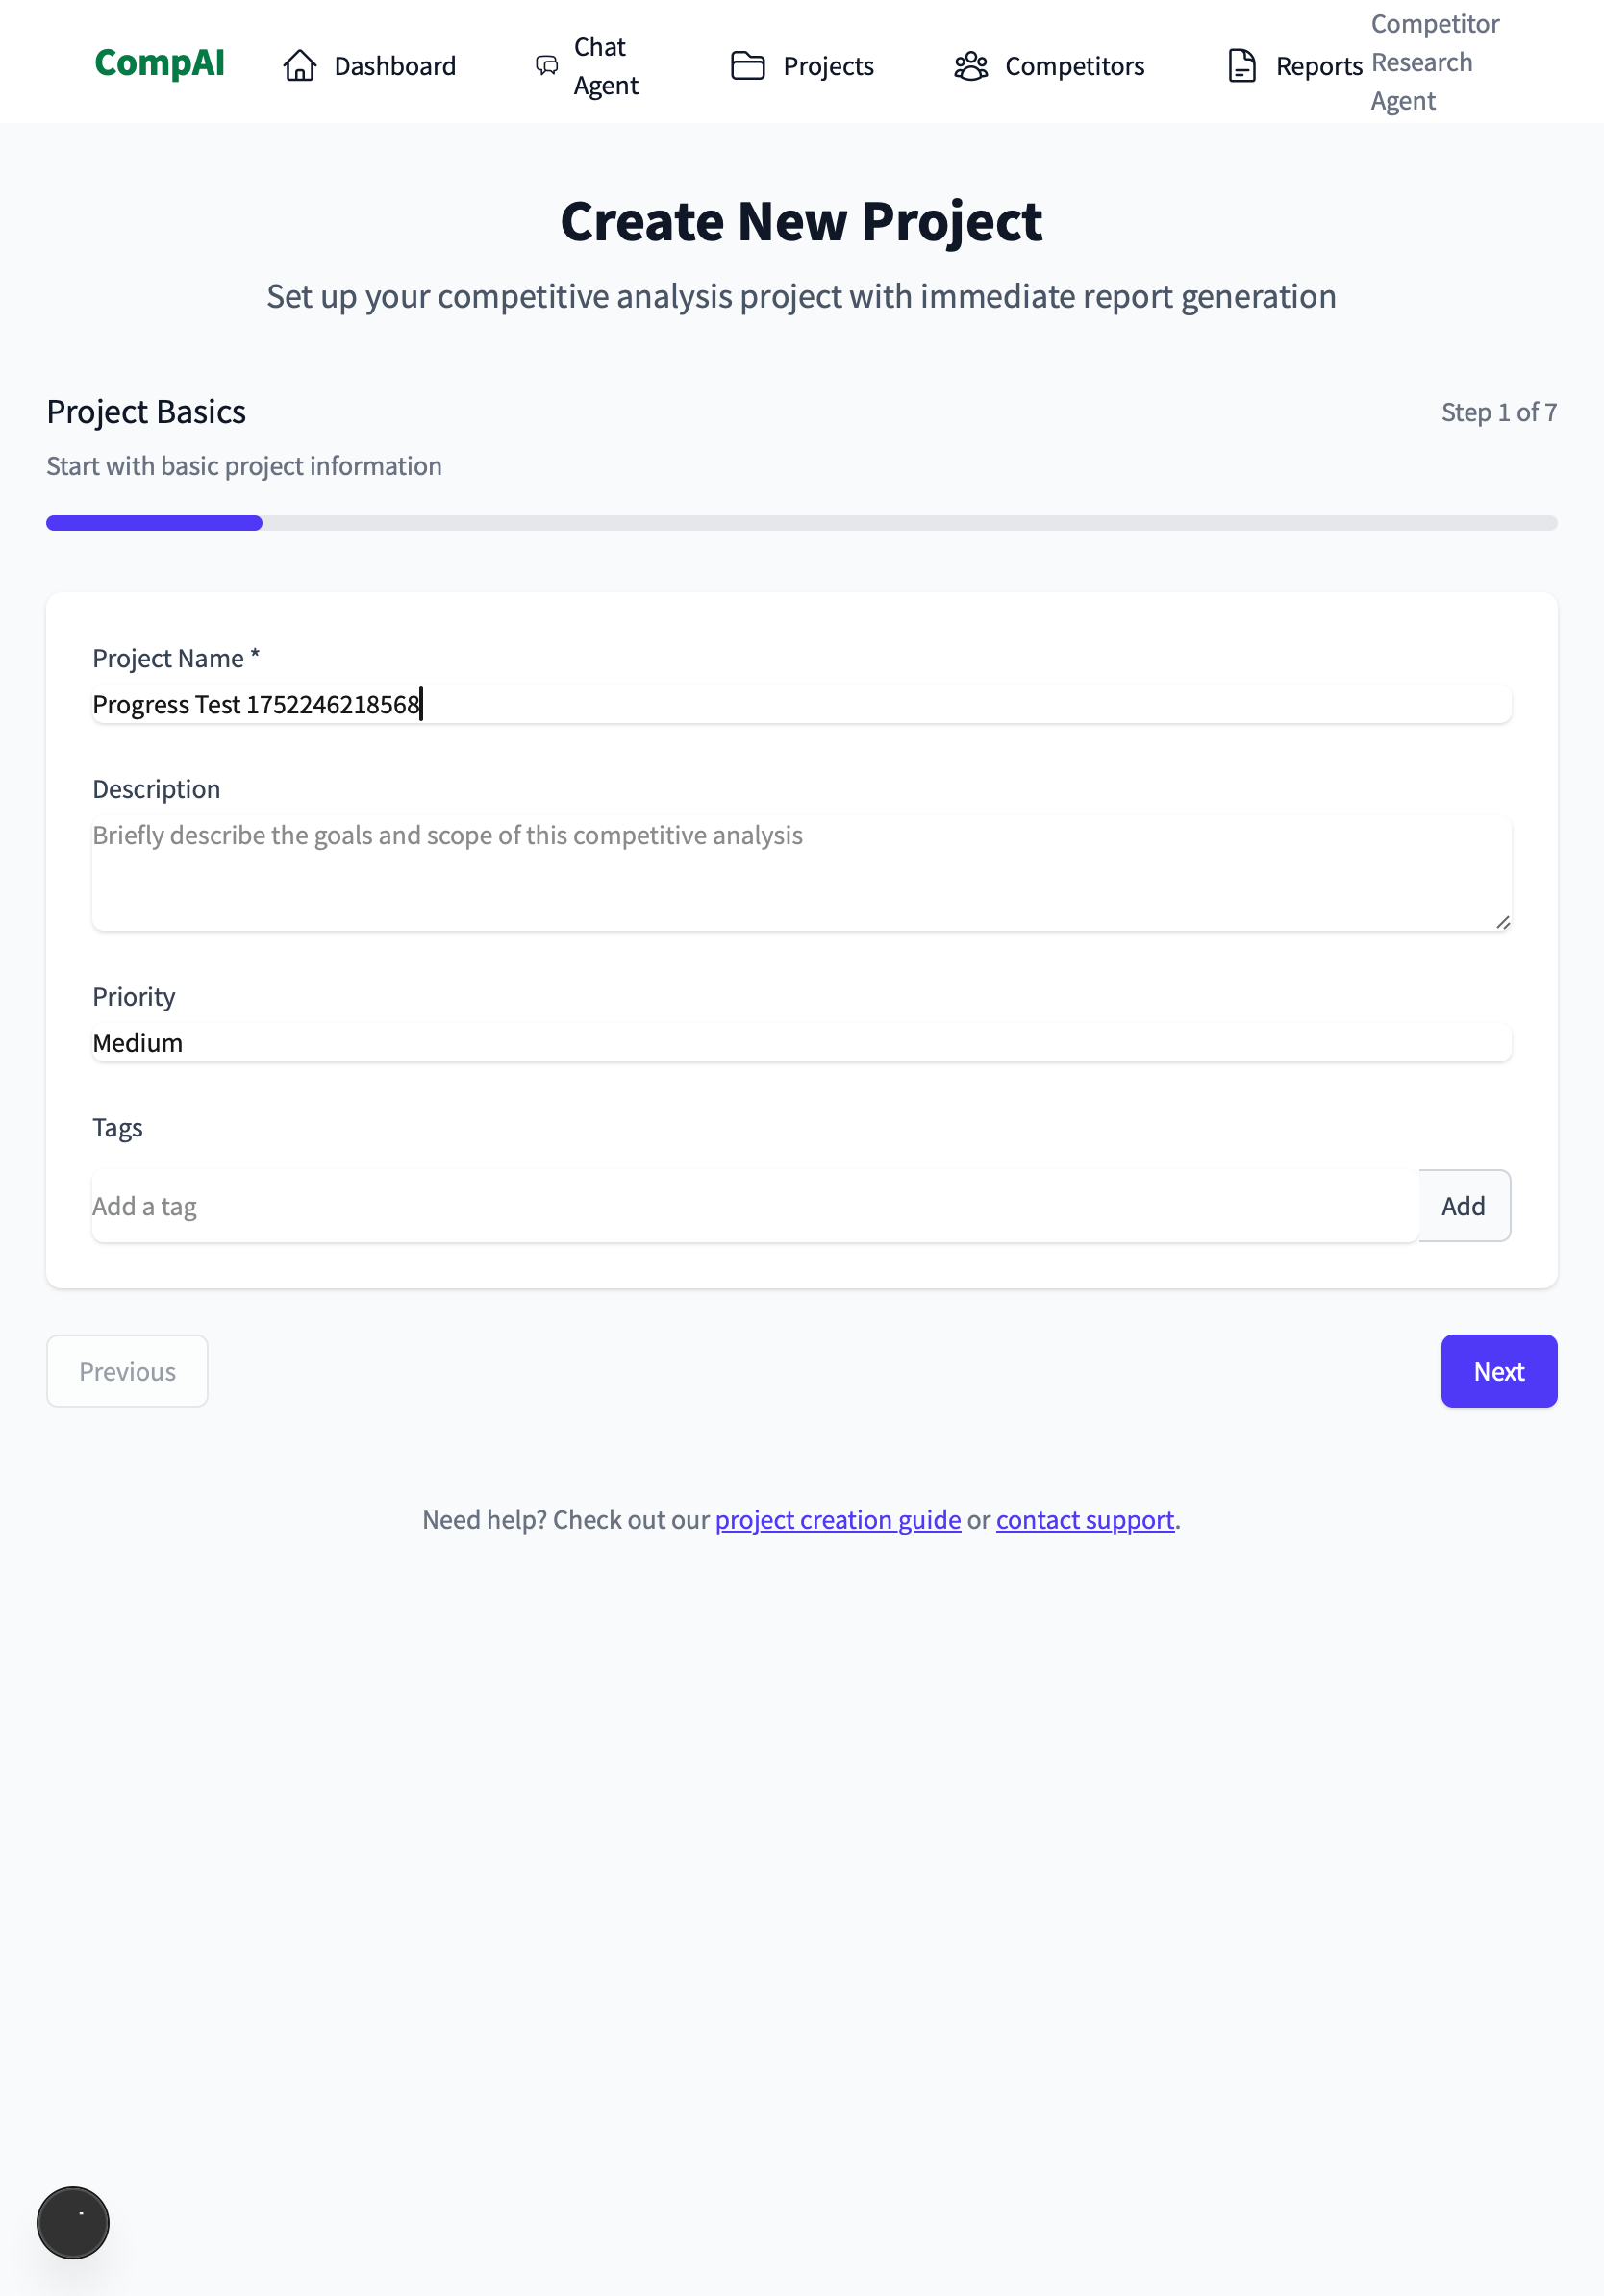 CompAI
Dashboard
Chat
Agent
Projects
Competitors
Reports
Competitor
Research
Agent
Create New Project
Set up your competitive analysis project with immediate report generation
Project Basics
Step 1 of 7
Start with basic project information
Project Name *
Progress Test 1752246218568
Description
Briefly describe the goals and scope of this competitive analysis
Priority
Medium
Tags
Add a tag
Add
Previous
Next
Need help? Check out our project creation guide or contact support.